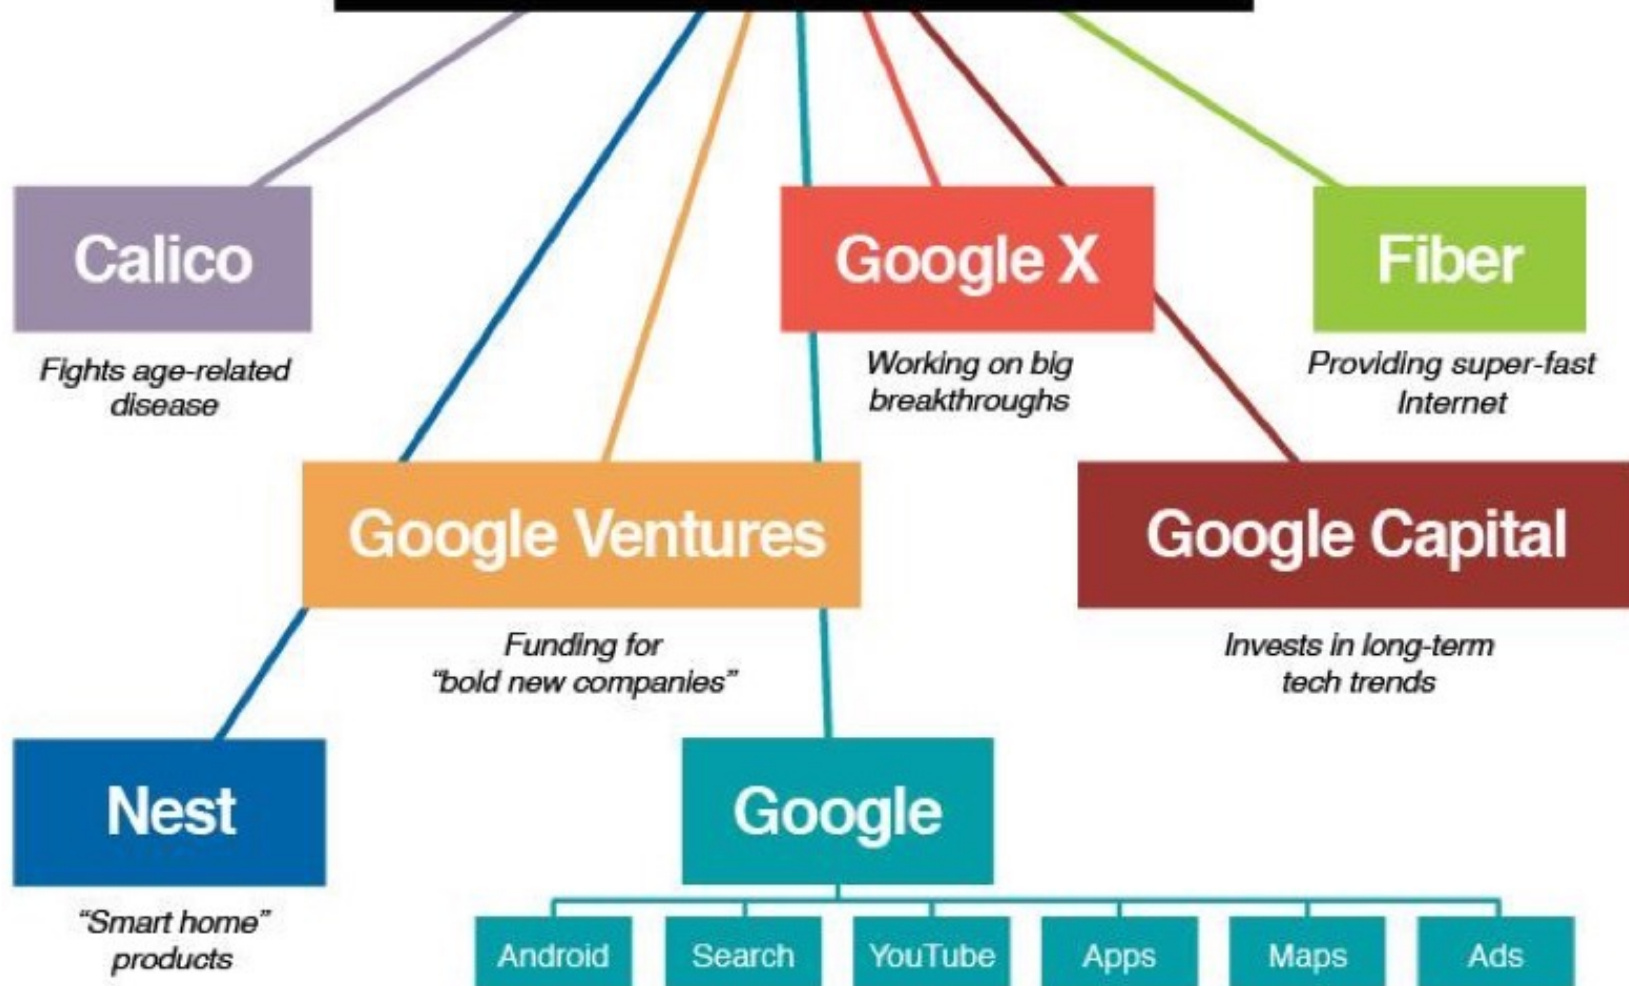 Calico
Google X
Fiber
Fights age-related
disease
Working on big
breakthroughs
Providing super-fast
Internet
Google Ventures
Google Capital
Funding for
“bold new companies”
Invests in long-term
tech trends
Nest
Google
“Smart home”
products
Android
Search
YouTube
Apps
Maps
Ads